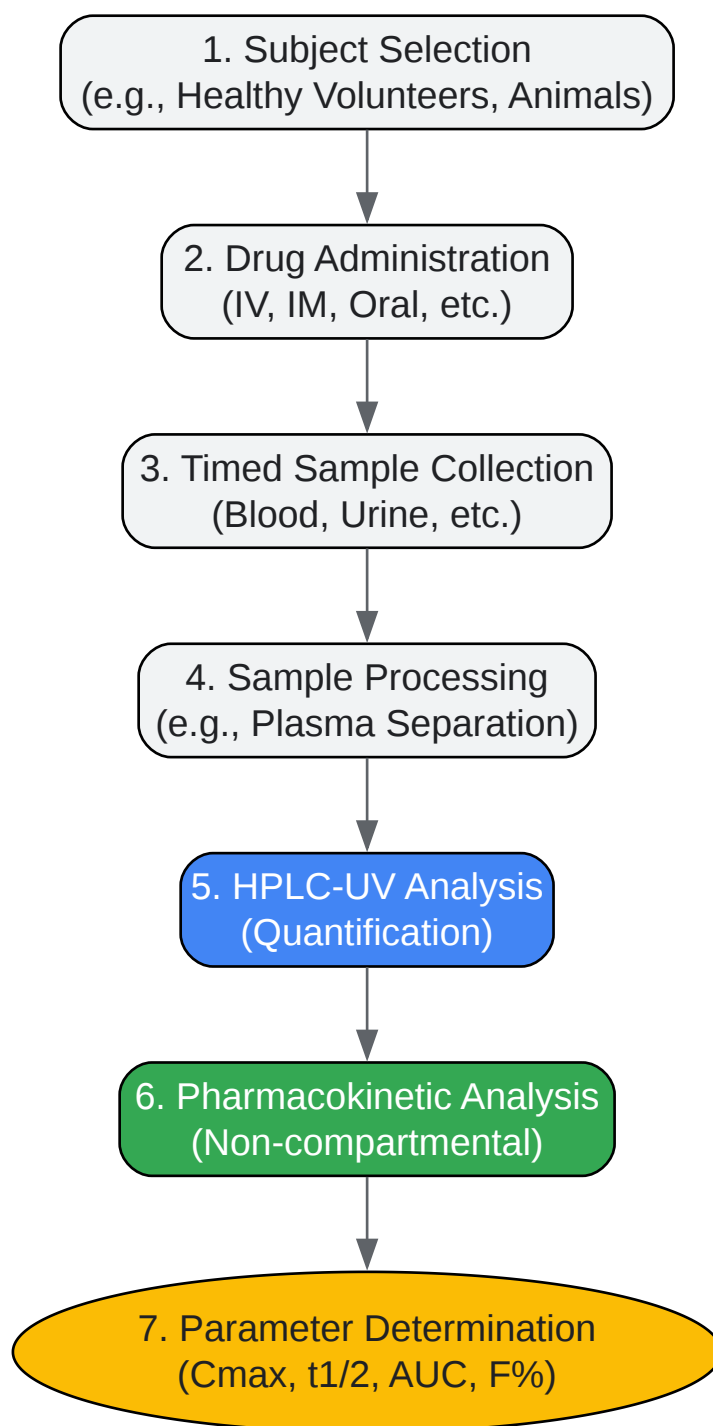 1. Subject Selection
(e.g., Healthy Volunteers, Animals)
2. Drug Administration
(IV, IM, Oral, etc.)
3. Timed Sample Collection
(Blood, Urine, etc.)
4. Sample Processing
(e.g., Plasma Separation)
5. HPLC-UV Analysis
(Quantification)
6. Pharmacokinetic Analysis
(Non-compartmental)
7. Parameter Determination
(Cmax, t1/2, AUC, F%)